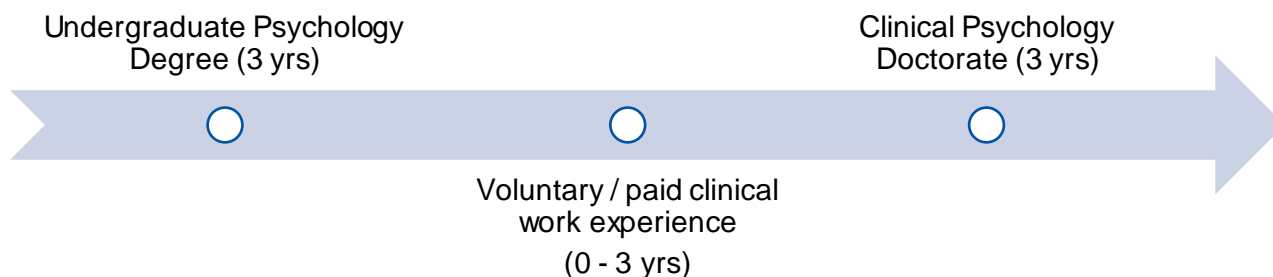 Undergraduate Psychology
Degree (3 yrs)
Voluntary / paid clinical
work experience
(0 - 3 yrs)
Clinical Psychology
Doctorate (3 yrs)